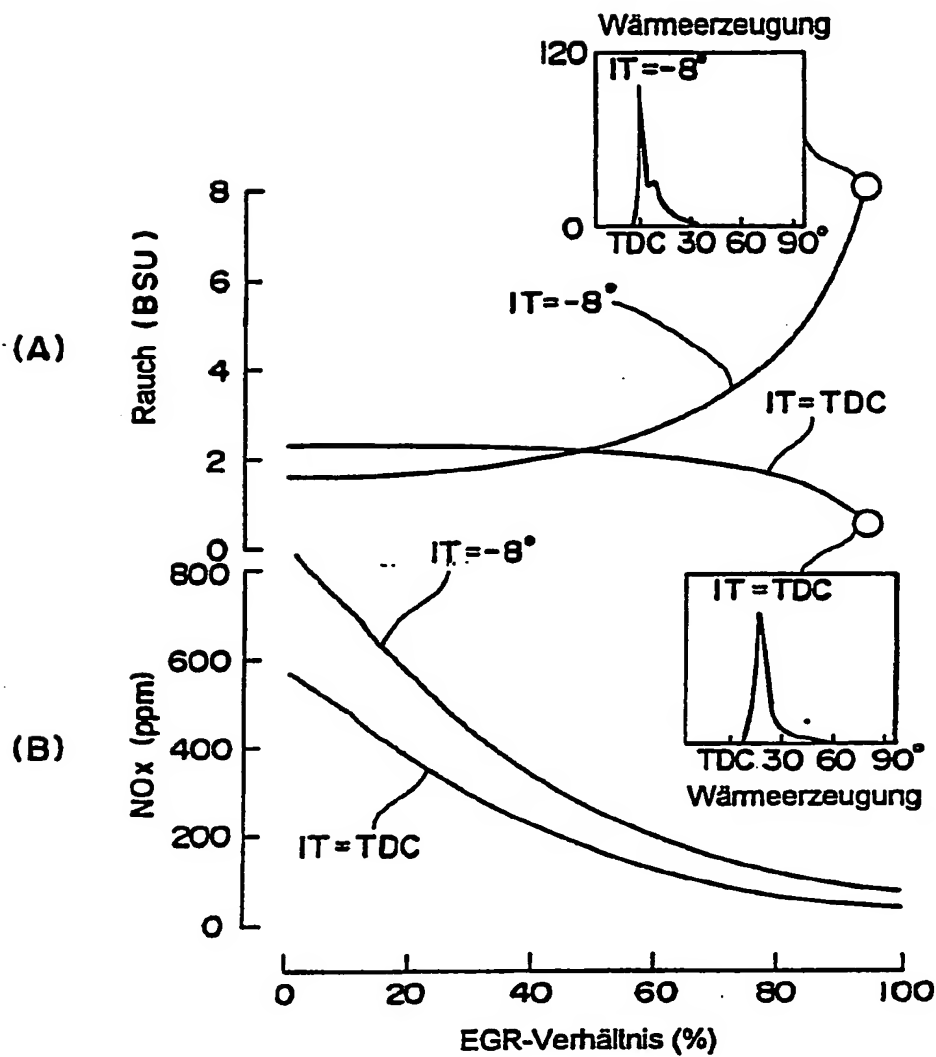 Wärmeerzeugung
120
IT=-8°
0
TDC 30 60 90°
8
6
4
2
0
Rauch (BSU)
(A)
IT=-8°
IT=TDC
IT=-8°
800
600
400
200
0
NOx (ppm)
(B)
IT=TDC
IT=TDC
TDC 30 60 90°
Wärmeerzeugung
0 20 40 60 80 100
EGR-Verhältnis (%)